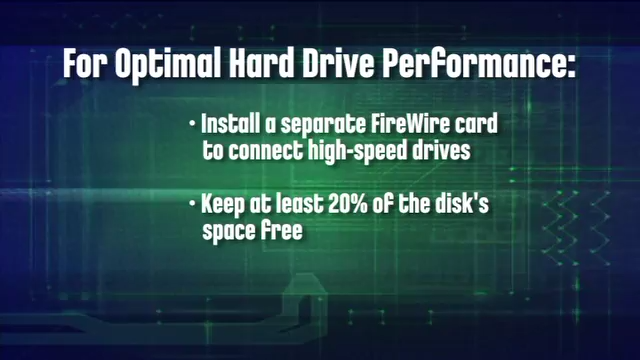 For Optimal Hard Drive Performance:
• Install a separate FireWire card
to connect high-speed drives
• Keep at least 20% of the disk's
space free